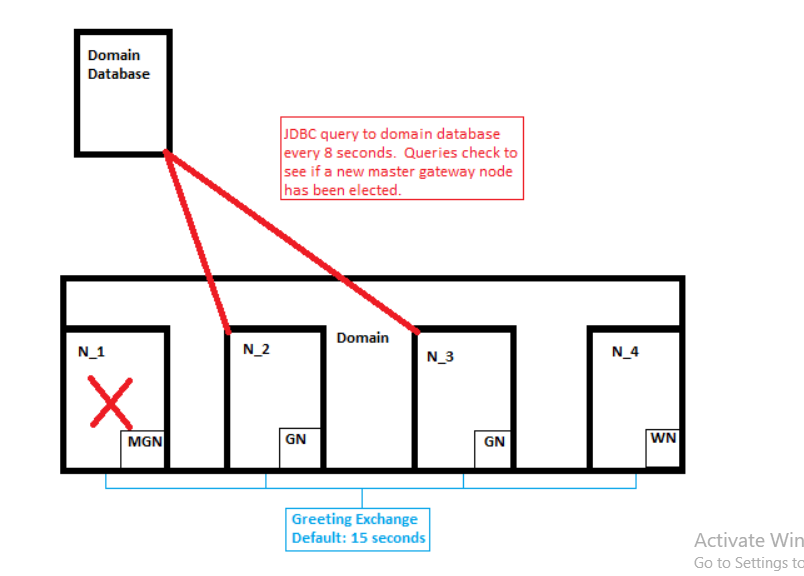 Domain
Database
JDBC query to domain database
every 8 seconds. Queries check to
see if a new master gateway node
has been elected.
Domain
N_1
N_2
N_3
N_4
MGN
GN
GN
WN
Greeting Exchange
Default: 15 seconds
Activate Win
Go to Settings to